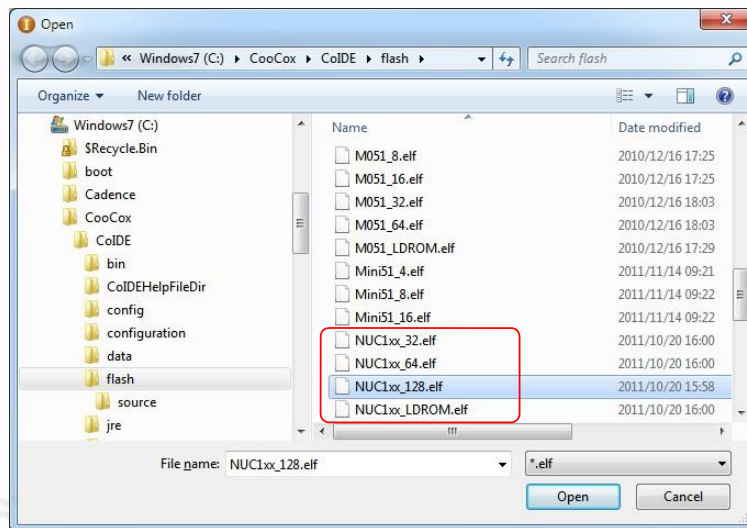 Open
« Windows7 (C:) ▸ CooCox ▸ CoIDE ▸ flash ▸
Search flash
Organize ▾ New folder
Windows7 (C:)
$Recycle.Bin
boot
Cadence
CooCox
CoIDE
bin
CoIDEHelpFileDir
config
configuration
data
flash
source
jre
Name Date modified
M051_8.elf 2010/12/16 17:25
M051_16.elf 2010/12/16 17:25
M051_32.elf 2010/12/16 18:03
M051_64.elf 2010/12/16 18:03
M051_LDROM.elf 2010/12/16 17:29
Mini51_4.elf 2011/11/14 09:21
Mini51_8.elf 2011/11/14 09:22
Mini51_16.elf 2011/11/14 09:22
NUC1xx_32.elf 2011/10/20 16:00
NUC1xx_64.elf 2011/10/20 16:00
NUC1xx_128.elf 2011/10/20 15:58
NUC1xx_LDROM.elf 2011/10/20 16:00
File name: NUC1xx_128.elf
*.elf
Open Cancel